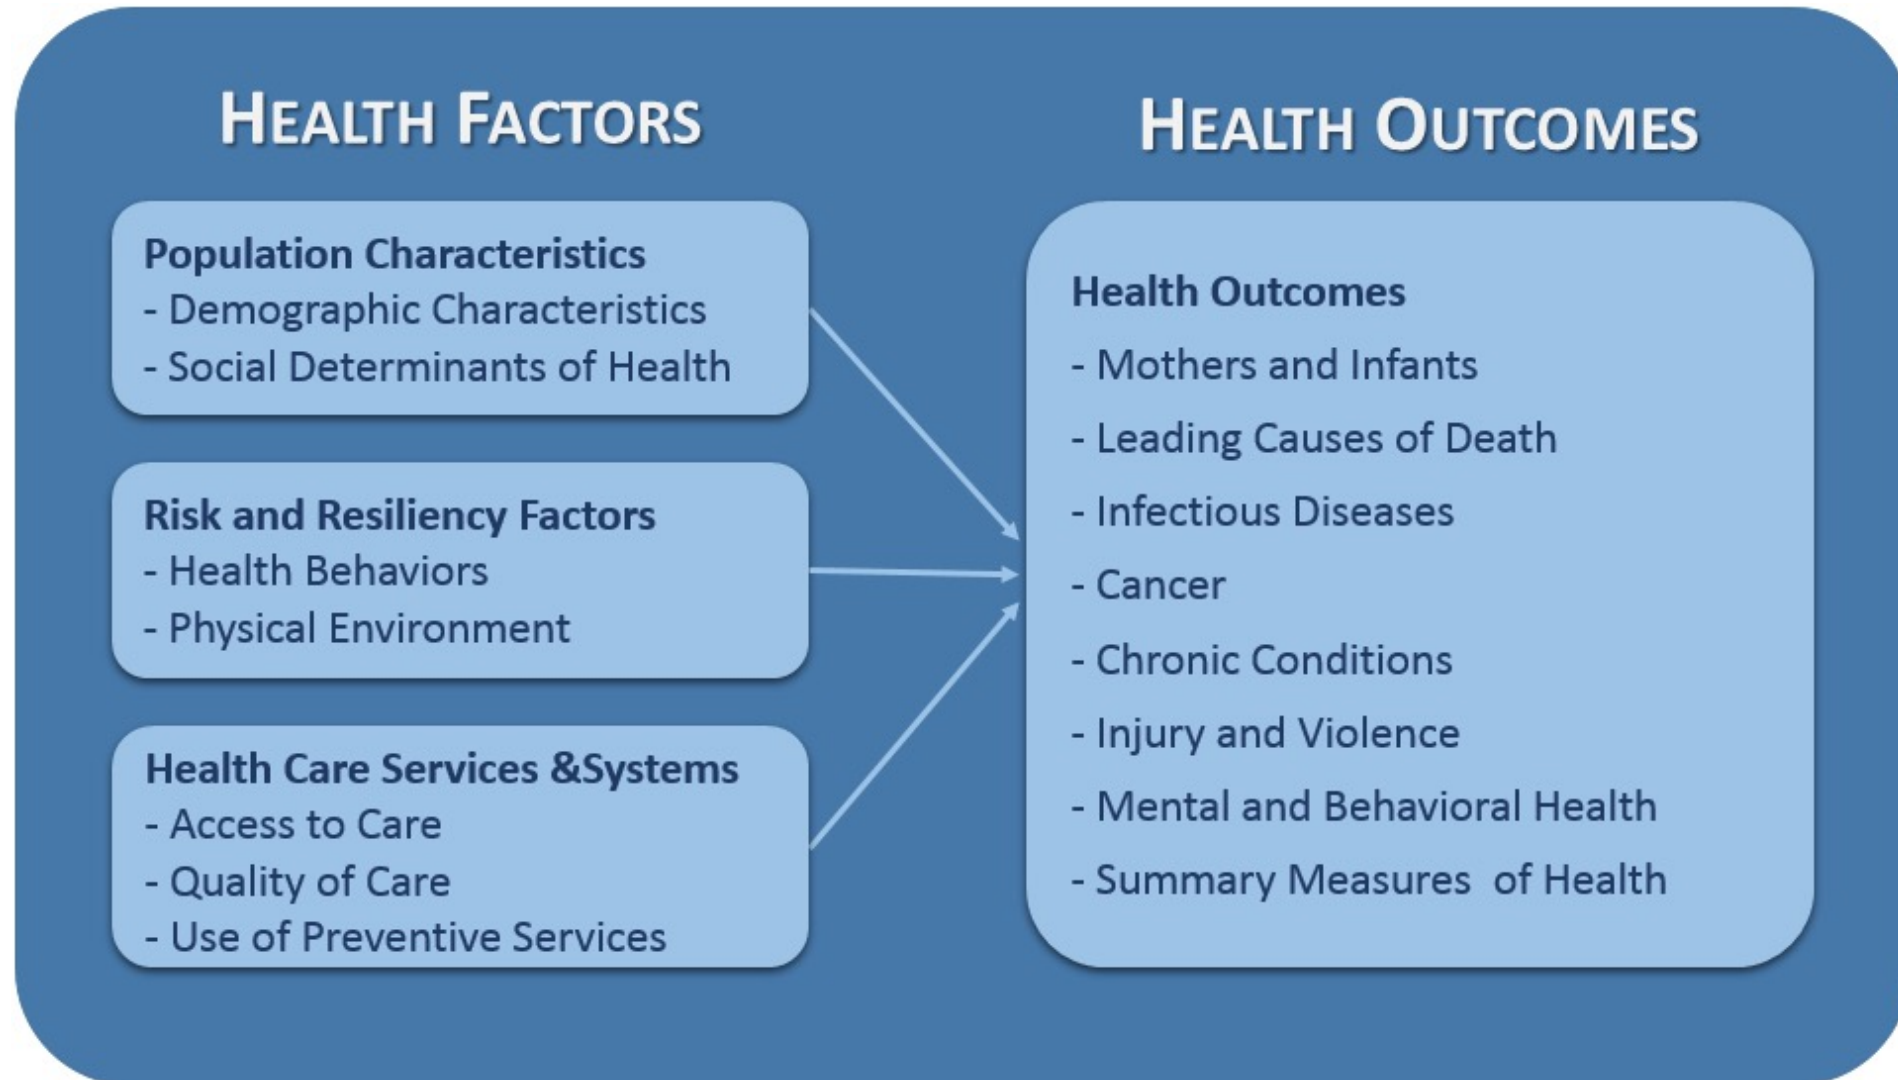 HEALTH FACTORS
Population Characteristics
- Demographic Characteristics
- Social Determinants of Health
Risk and Resiliency Factors
- Health Behaviors
- Physical Environment
Health Care Services &Systems
- Access to Care
- Quality of Care
- Use of Preventive Services
HEALTH OUTCOMES
Health Outcomes
- Mothers and Infants
- Leading Causes of Death
- Infectious Diseases
- Cancer
- Chronic Conditions
- Injury and Violence
- Mental and Behavioral Health
- Summary Measures  of Health